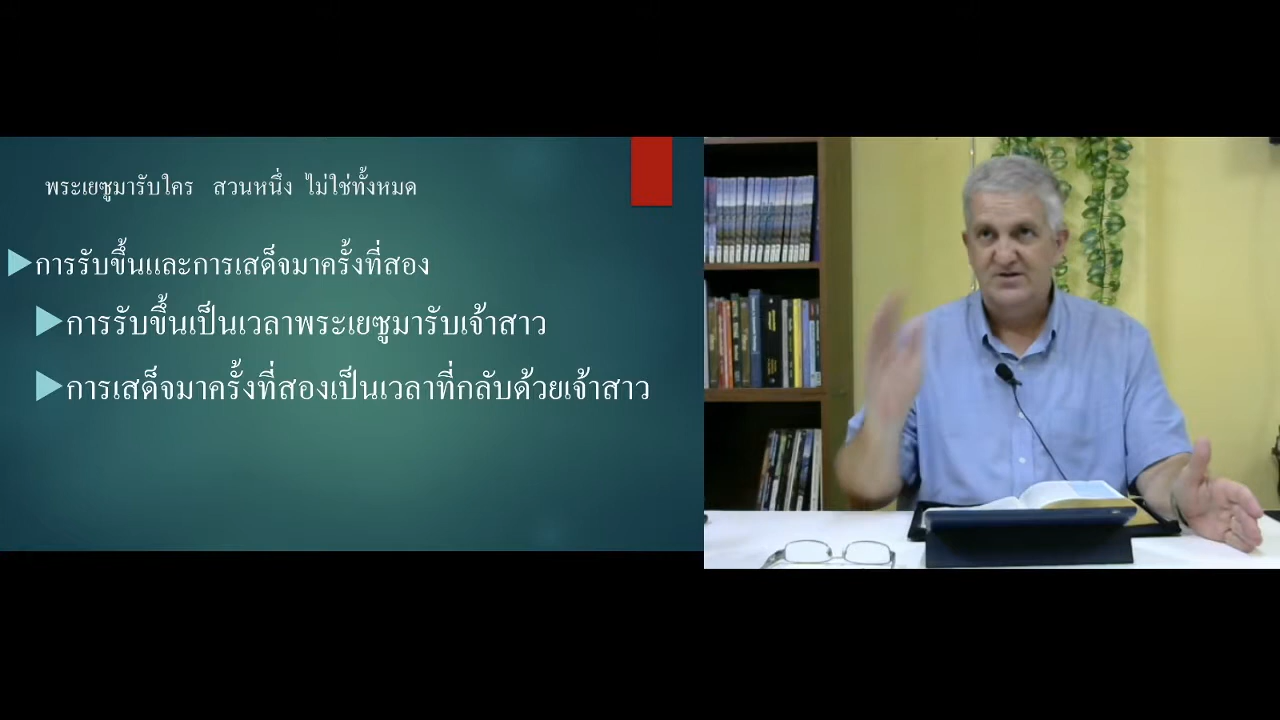 พระเยซูมารับใคร สวนหนึ่ง ไม่ใช่ทั้งหมด
การรับขึ้นและการเสด็จมาครั้งที่สอง
การรับขึ้นเป็นเวลาพระเยซูมารับเจ้าสาว
การเสด็จมาครั้งที่สองเป็นเวลาที่กลับด้วยเจ้าสาว